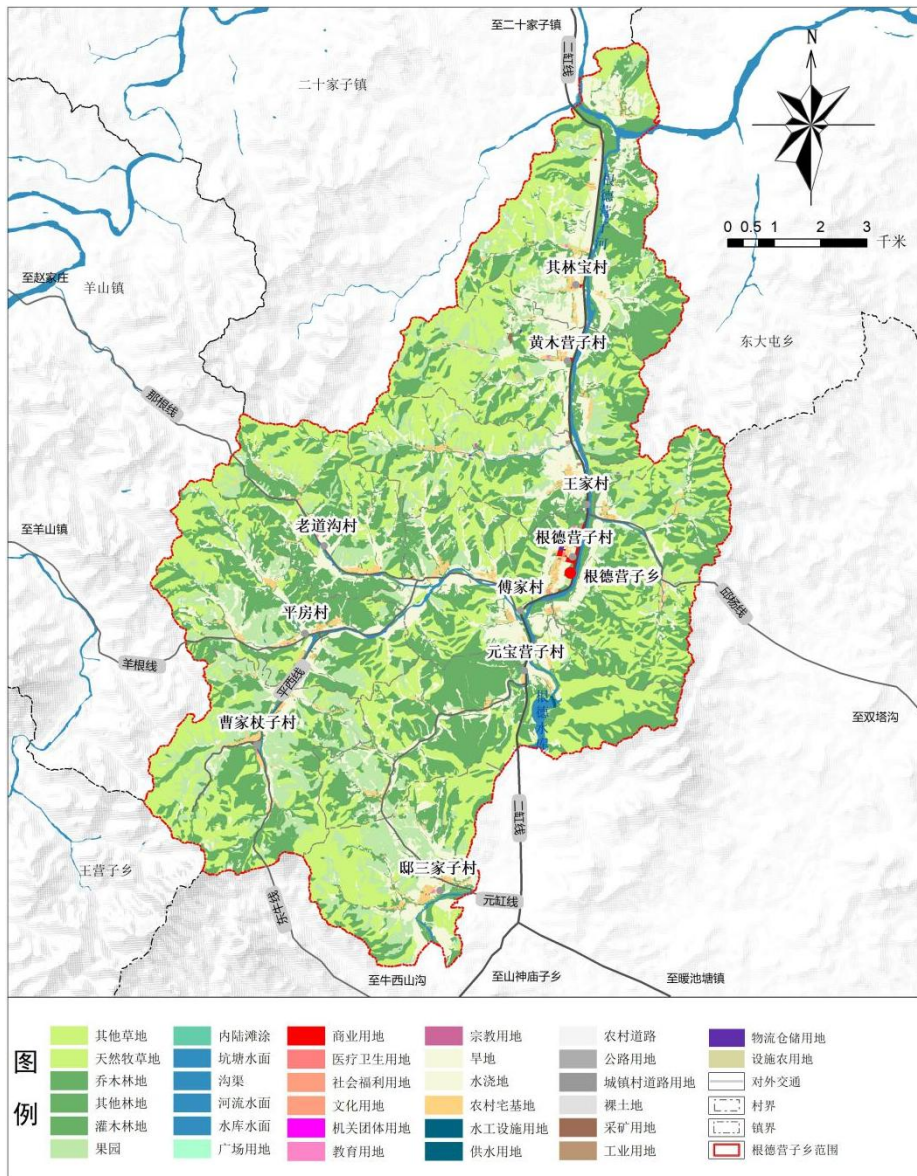 至二十家子镇
二缸线
二十家子镇
N
0 0.5 1 2 3
千米
其林宝村
至赵家庄
羊山镇
黄木营子村
东大屯乡
那根线
王家村
至羊山镇
老道沟村
根德营子村
根德营子乡
傅家村
邱杨线
平房村
羊根线
平西线
元宝营子村
曹家杖子村
至双塔沟
二缸线
王营子乡
邸三家子村
东牛线
元缸线
至牛西山沟
至山神庙子乡
至暖池塘镇
图例
其他草地
天然牧草地
乔木林地
其他林地
灌木林地
果园
内陆滩涂
坑塘水面
沟渠
河流水面
水库水面
广场用地
商业用地
医疗卫生用地
社会福利用地
文化用地
机关团体用地
教育用地
宗教用地
旱地
水浇地
农村宅基地
水工设施用地
供水用地
农村道路
公路用地
城镇村道路用地
裸土地
采矿用地
工业用地
物流仓储用地
设施农用地
对外交通
村界
镇界
根德营子乡范围